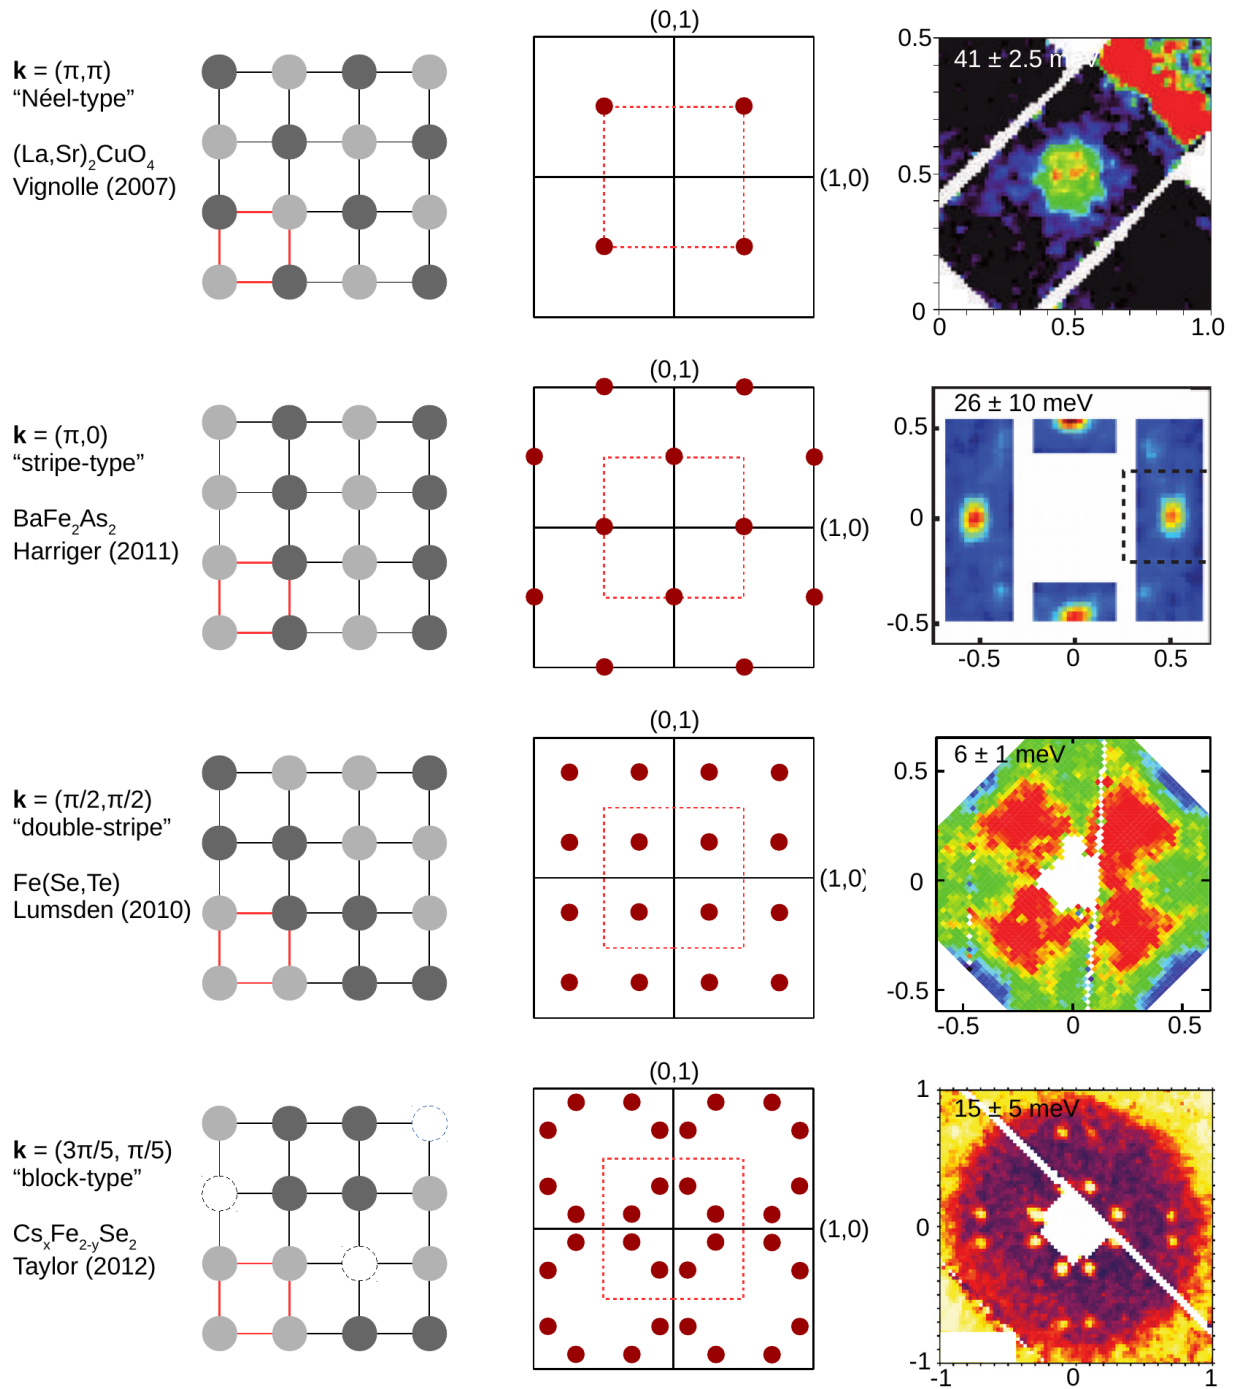 (0,1)
k = (π,π)
“Néel-type”
(La,Sr)2CuO4
Vignolle (2007)
(1,0)
41 ± 2.5 meV
0.5
0.5
0
0
0.5
1.0
(0,1)
k = (π,0)
“stripe-type”
BaFe2As2
Harriger (2011)
(1,0)
26 ± 10 meV
0.5
0
-0.5
-0.5
0
0.5
(0,1)
k = (π/2,π/2)
“double-stripe”
Fe(Se,Te)
Lumsden (2010)
(1,0)
6 ± 1 meV
0.5
0
-0.5
-0.5
0
0.5
(0,1)
k = (3π/5, π/5)
“block-type”
CsxFe2-ySe2
Taylor (2012)
(1,0)
15 ± 5 meV
1
0
-1
-1
0
1